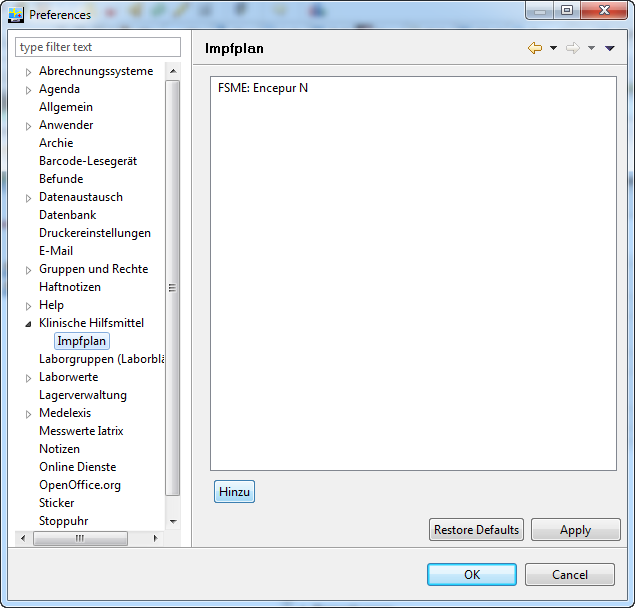 Preferences
type filter text
Abrechnungssysteme
Agenda
Allgemein
Anwender
Archie
Barcode-Lesegerät
Befunde
Datenaustausch
Datenbank
Druckereinstellungen
E-Mail
Gruppen und Rechte
Haftnotizen
Help
Klinische Hilfsmittel
Impfplan
Laborgruppen (Laborblä
Laborwerte
Lagerverwaltung
Medelexis
Messwerte Iatrix
Notizen
Online Dienste
OpenOffice.org
Sticker
Stoppuhr
Impfplan
FSME: Encepur N
Hinzu
Restore Defaults
Apply
OK
Cancel